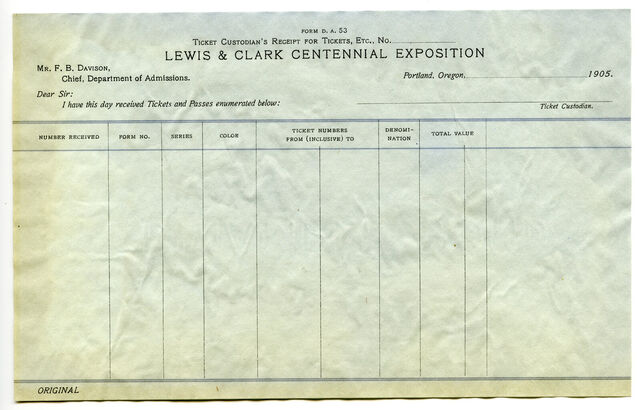 FORM D. A. 53
TICKET CUSTODIAN'S RECEIPT FOR TICKETS, ETC., NO.
LEWIS & CLARK CENTENNIAL EXPOSITION
MR. F. B. DAVISON,
Chief, Department of Admissions.
Portland, Oregon, 1905.
Dear Sir:
I have this day received Tickets and Passes enumerated below:
Ticket Custodian.
NUMBER RECEIVED FORM NO. SERIES COLOR TICKET NUMBERS FROM (INCLUSIVE) TO DENOMI-NATION TOTAL VALUE
ORIGINAL